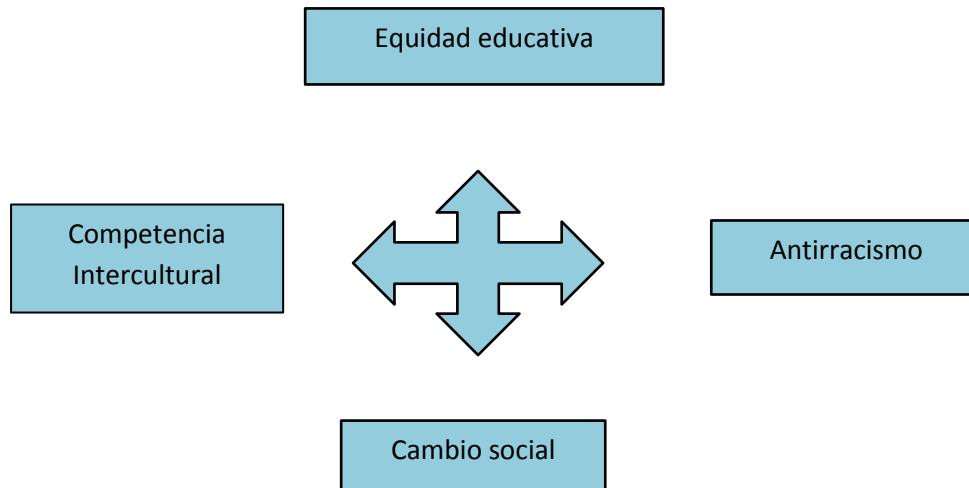 Equidad educativa
Competencia
Intercultural
Antirracismo
Cambio social